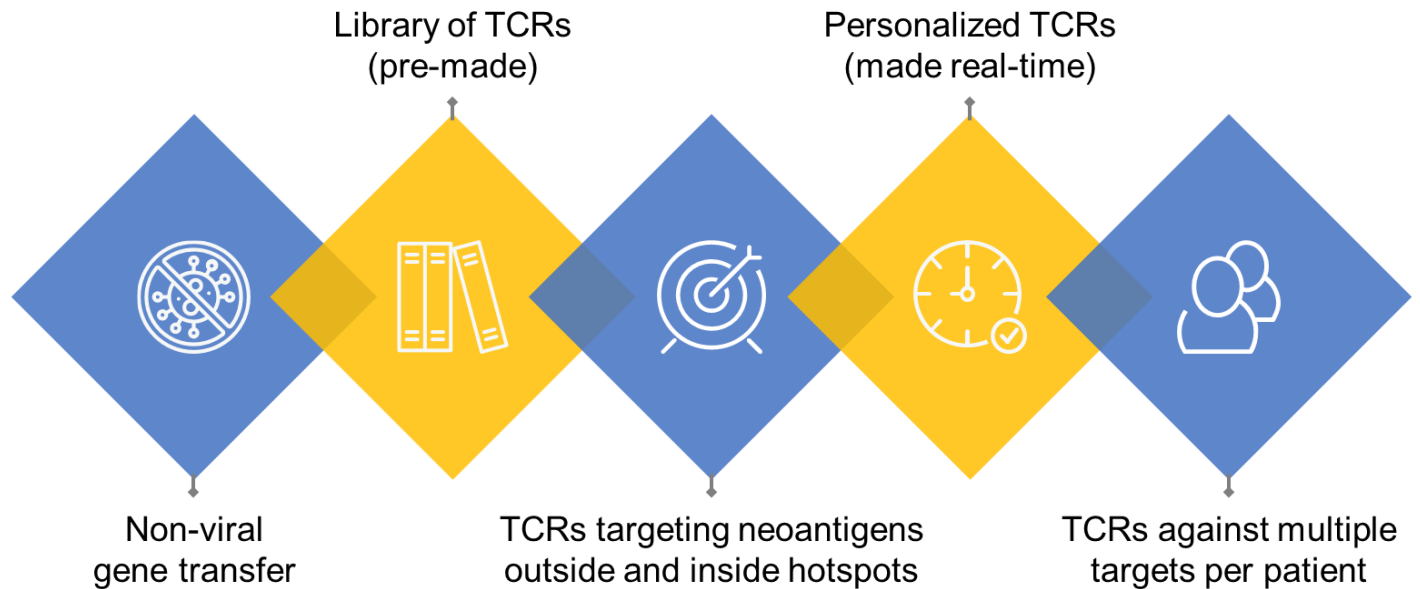 Library of TCRs
(pre-made)
Personalized TCRs
(made real-time)
Non-viral
gene transfer
TCRs targeting neoantigens
outside and inside hotspots
TCRs against multiple
targets per patient